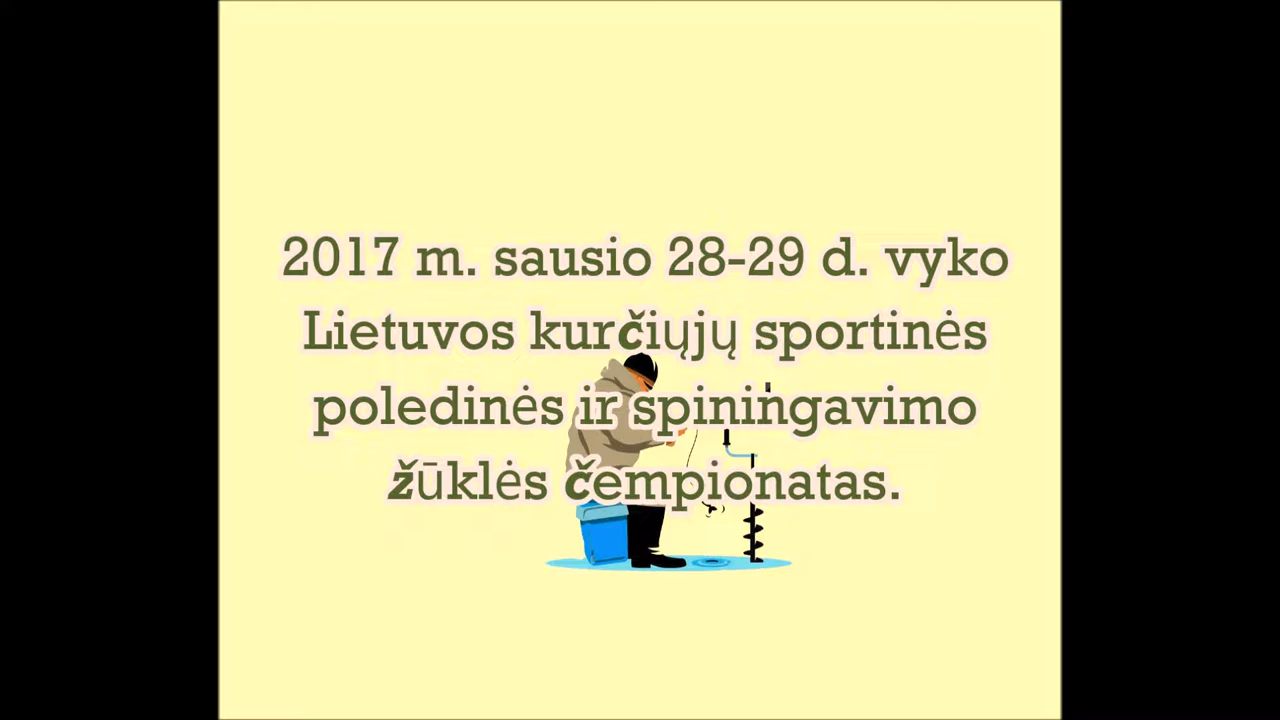 2017 m. sausio 28-29 d. vyko
Lietuvos kurčiųjų sportinės
poledinės ir spiningavimo
žūklės čempionatas.